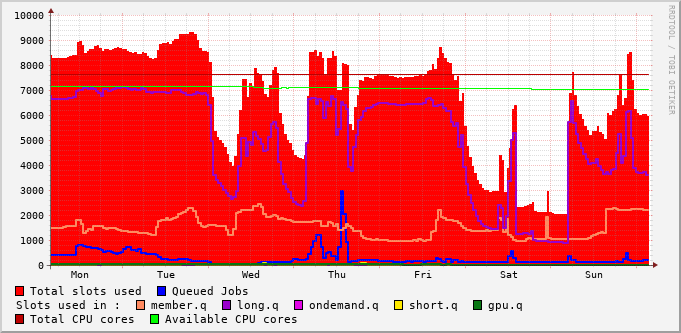 10000
9000
8000
7000
6000
5000
4000
3000
2000
1000
0
Mon Tue Wed Thu Fri Sat Sun
RRDTOOL / TOBI OETIKER
Total slots used Queued Jobs
Slots used in : member.q long.q ondemand.q short.q gpu.q
Total CPU cores Available CPU cores